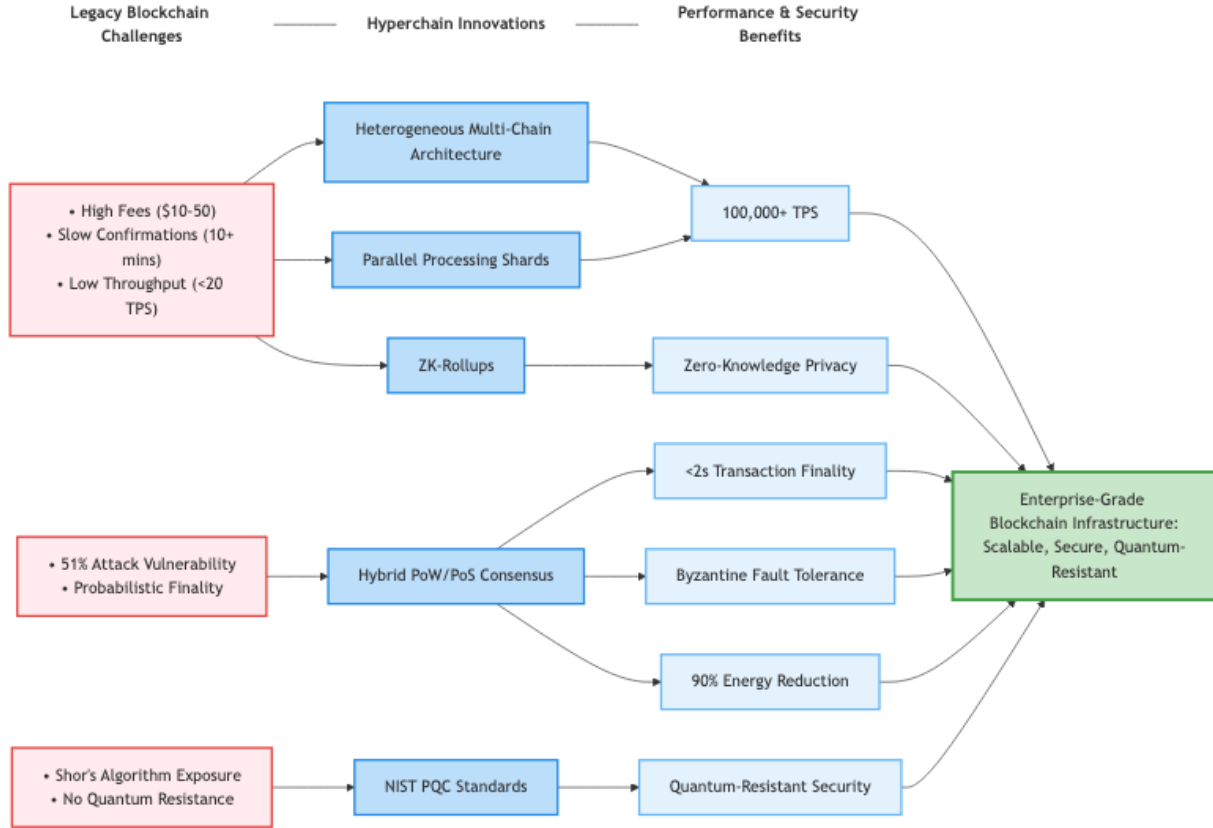 Legacy Blockchain
Challenges
Hyperchain Innovations
Performance & Security
Benefits
• High Fees ($10-50)
• Slow Confirmations (10+
mins)
• Low Throughput (<20
TPS)
Heterogeneous Multi-Chain
Architecture
Parallel Processing Shards
ZK-Rollups
100,000+ TPS
Zero-Knowledge Privacy
• 51% Attack Vulnerability
• Probabilistic Finality
Hybrid PoW/PoS Consensus
<2s Transaction Finality
Byzantine Fault Tolerance
90% Energy Reduction
• Shor's Algorithm Exposure
• No Quantum Resistance
NIST PQC Standards
Quantum-Resistant Security
Enterprise-Grade
Blockchain Infrastructure:
Scalable, Secure, Quantum-
Resistant